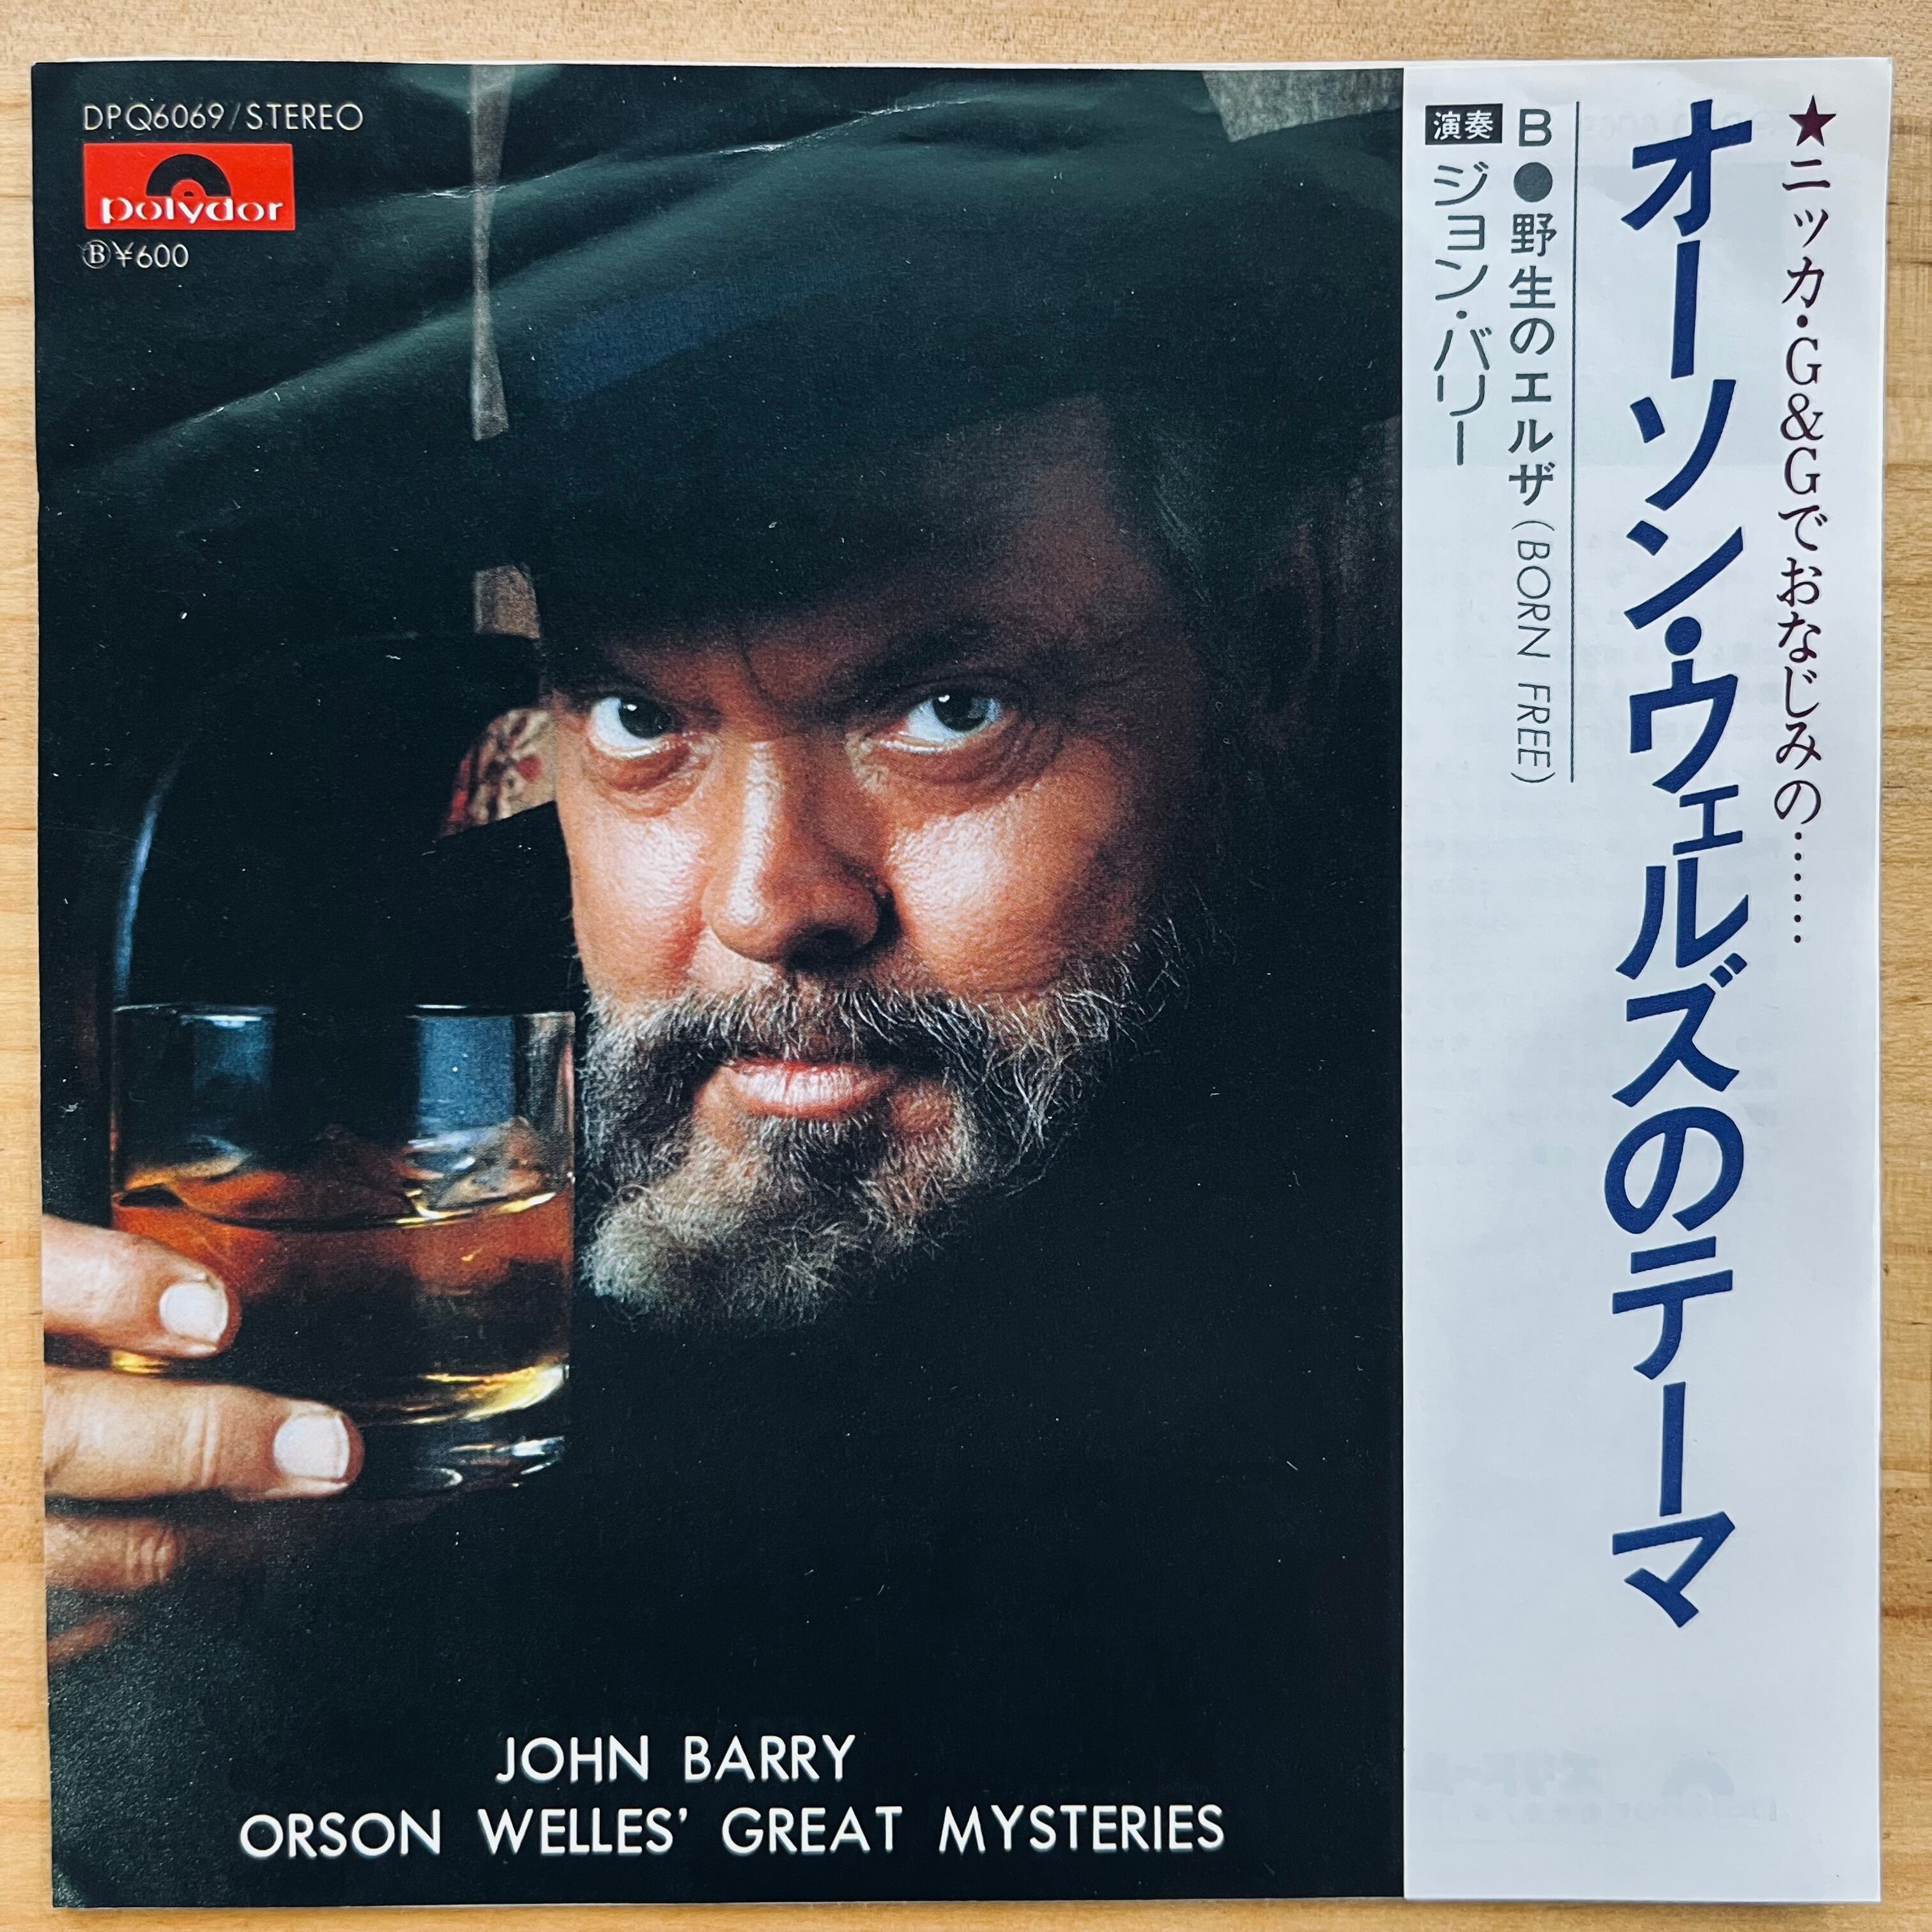 DPQ6069/STEREO
polydor
Ⓑ¥600
★ニッカ・G&Gでおなじみの……
オーソン・ウェルズのテーマ
B●野生のエルザ(BORN FREE)
演奏 ジョン・バリー
JOHN BARRY
ORSON WELLES' GREAT MYSTERIES